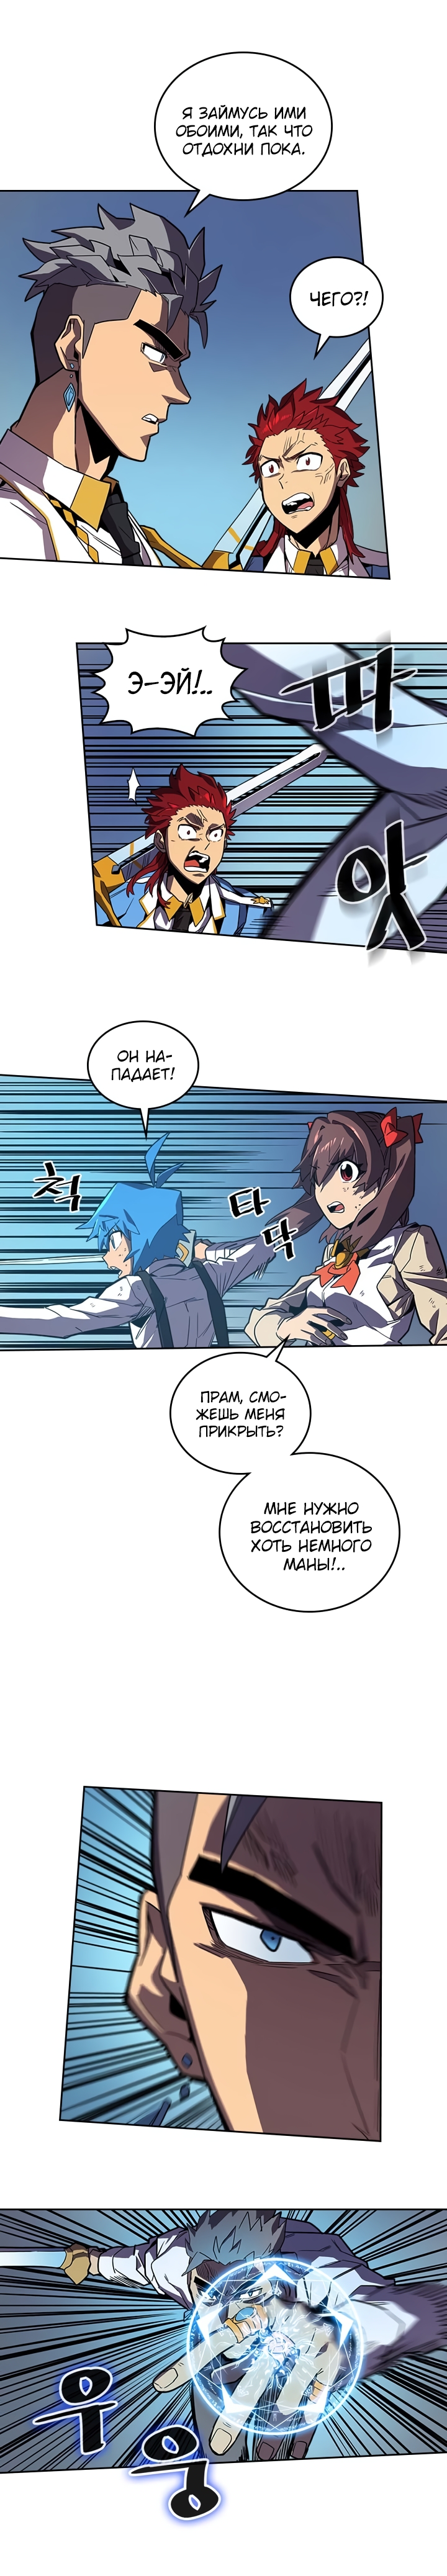 Я ЗАЙМУСЬ ИМИ
ОБОИМИ, ТАК ЧТО
ОТДОХНИ ПОКА.
ЧЕГО?!
Э-ЭЙ!..
파
앗
ОН НА-
ПАДАЕТ!
척
타
닥
ПРАМ, СМО-
ЖЕШЬ МЕНЯ
ПРИКРЫТЬ?
МНЕ НУЖНО
ВОССТАНОВИТЬ
ХОТЬ НЕМНОГО
МАНЫ!..
우
웅